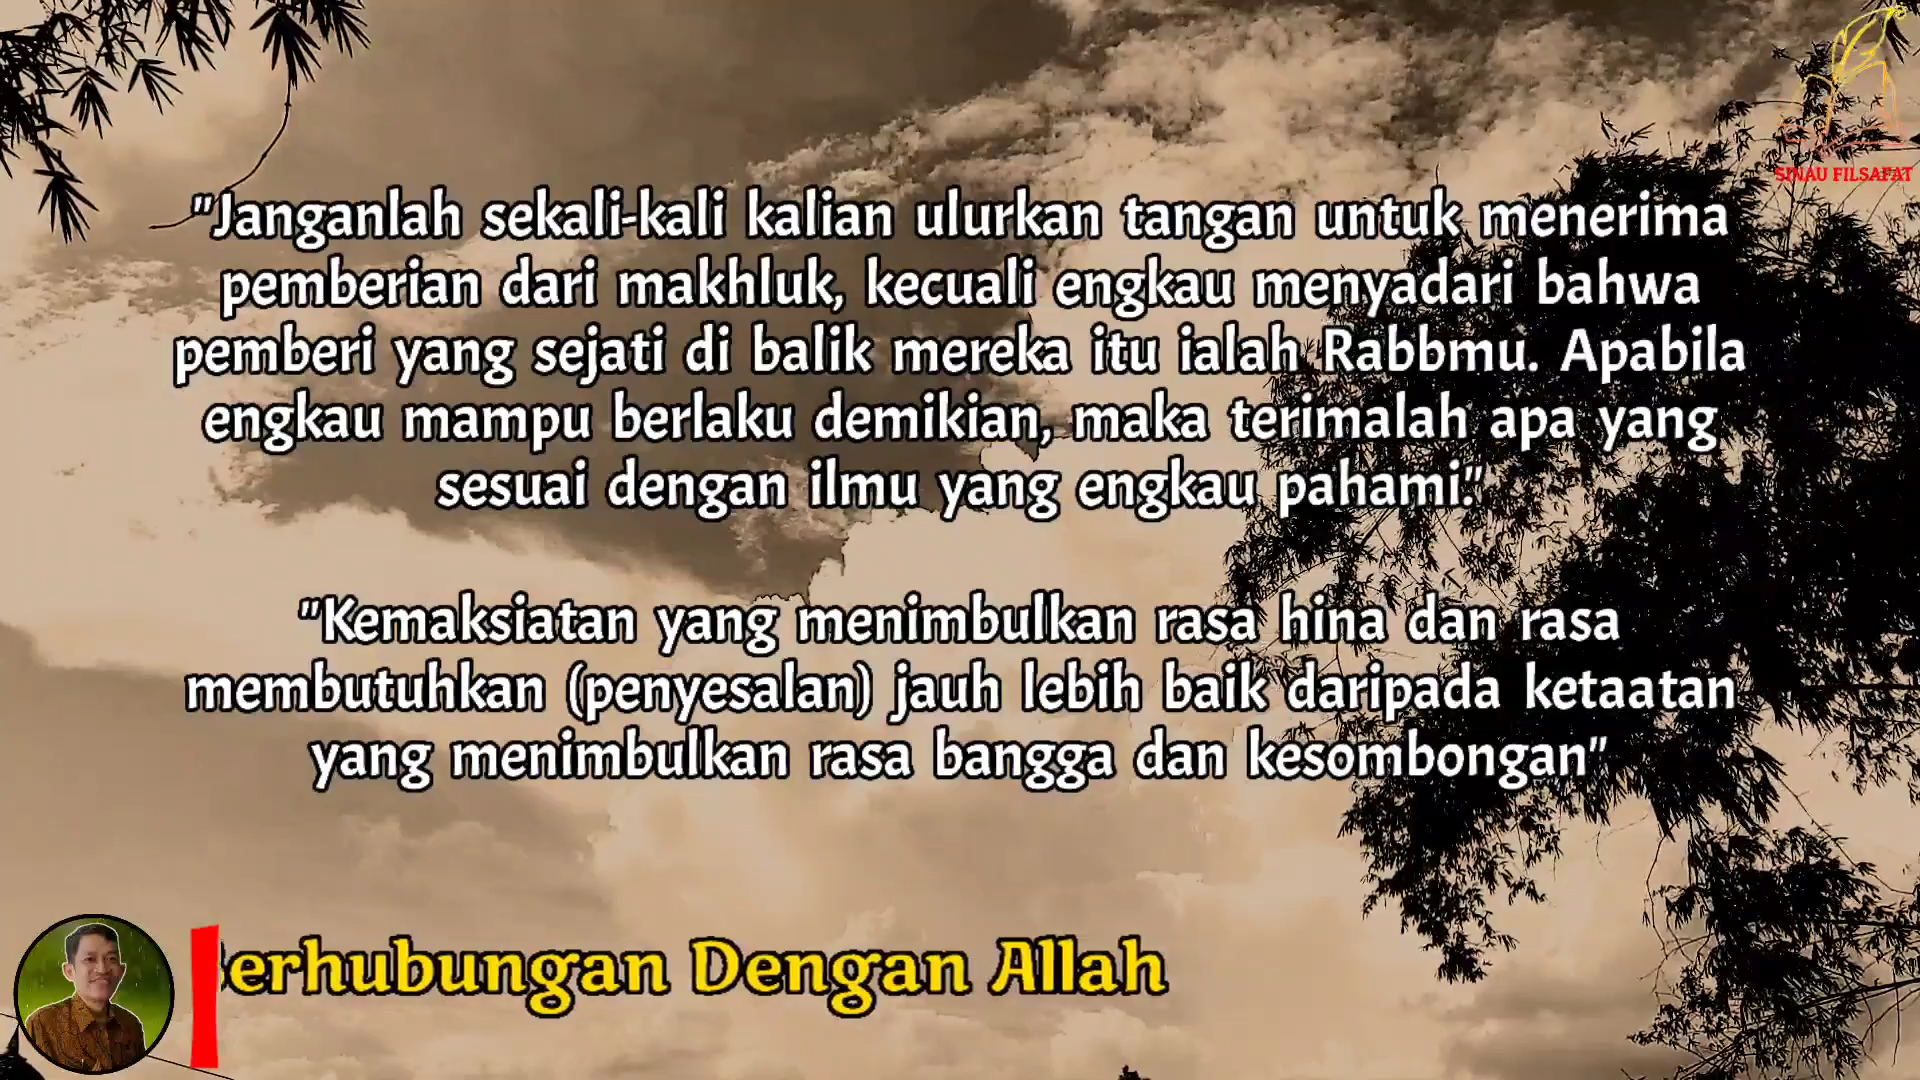 SINAU FILSAFAT
"Janganlah sekali-kali kalian ulurkan tangan untuk menerima
pemberian dari makhluk, kecuali engkau menyadari bahwa
pemberi yang sejati di balik mereka itu ialah Rabbmu. Apabila
engkau mampu berlaku demikian, maka terimalah apa yang
sesuai dengan ilmu yang engkau pahami."
"Kemaksiatan yang menimbulkan rasa hina dan rasa
membutuhkan (penyesalan) jauh lebih baik daripada ketaatan
yang menimbulkan rasa bangga dan kesombongan"
Berhubungan Dengan Allah